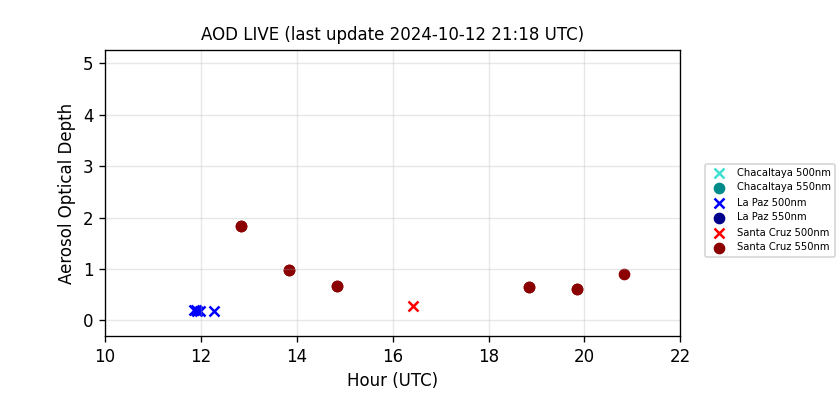 AOD LIVE (last update 2024-10-12 21:18 UTC)
Aerosol Optical Depth
5
4
3
2
1
0
10 12 14 16 18 20 22
Hour (UTC)
Chacaltaya 500nm
Chacaltaya 550nm
La Paz 500nm
La Paz 550nm
Santa Cruz 500nm
Santa Cruz 550nm